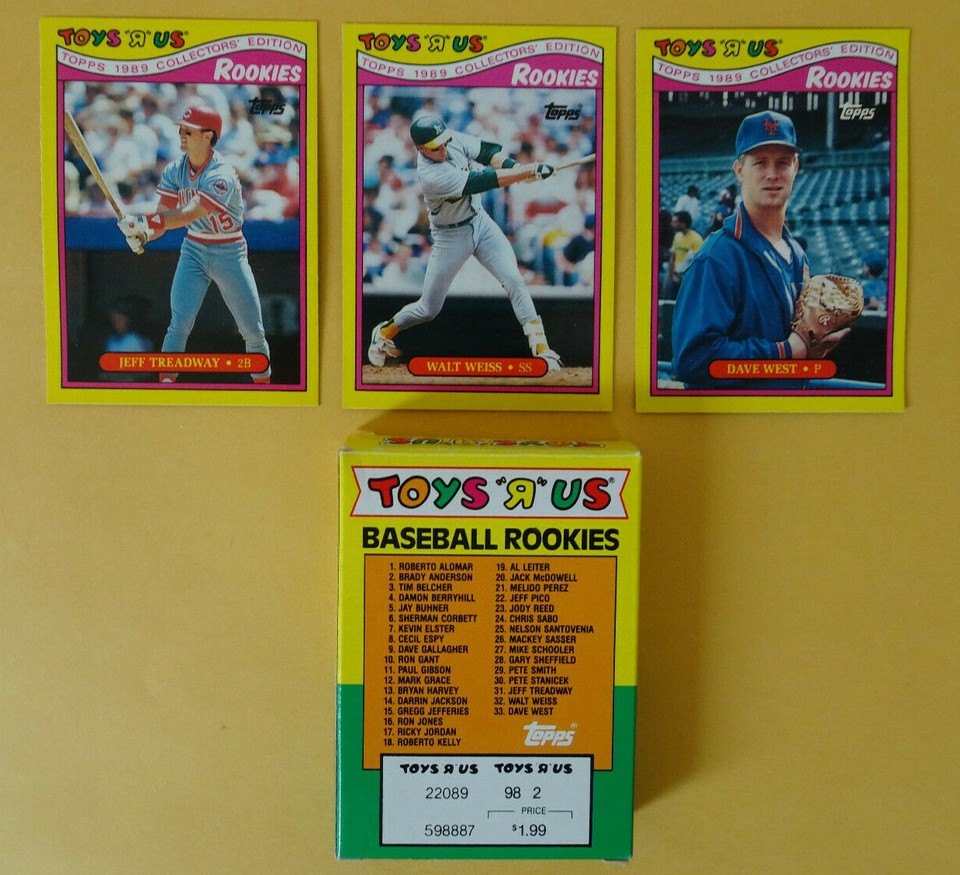 TOYS "Я" US®
TOPPS 1989 COLLECTORS' EDITION
ROOKIES
Topps
15
JEFF TREADWAY • 2B
TOYS "Я" US®
TOPPS 1989 COLLECTORS' EDITION
ROOKIES
Topps
WALT WEISS • SS
TOYS "Я" US®
TOPPS 1989 COLLECTORS' EDITION
ROOKIES
Topps
NY
DAVE WEST • P
TOYS "Я" US®
BASEBALL ROOKIES
1. ROBERTO ALOMAR
2. BRADY ANDERSON
3. TIM BELCHER
4. DAMON BERRYHILL
5. JAY BUHNER
6. SHERMAN CORBETT
7. KEVIN ELSTER
8. CECIL ESPY
9. DAVE GALLAGHER
10. RON GANT
11. PAUL GIBSON
12. MARK GRACE
13. BRYAN HARVEY
14. DARRIN JACKSON
15. GREGG JEFFERIES
16. RON JONES
17. RICKY JORDAN
18. ROBERTO KELLY
19. AL LEITER
20. JACK McDOWELL
21. MELIDO PEREZ
22. JEFF PICO
23. JODY REED
24. CHRIS SABO
25. NELSON SANTOVENIA
26. MACKEY SASSER
27. MIKE SCHOOLER
28. GARY SHEFFIELD
29. PETE SMITH
30. PETE STANICEK
31. JEFF TREADWAY
32. WALT WEISS
33. DAVE WEST
Topps®
TOYS "Я" US TOYS "Я" US
22089 98 2
PRICE
598887 $1.99